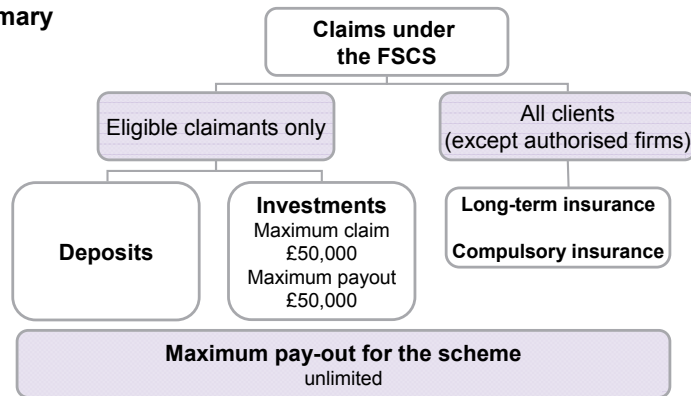 mary
Claims under
the FSCS
Eligible claimants only
All clients
(except authorised firms)
Deposits
Investments
Maximum claim
£50,000
Maximum payout
£50,000
Long-term insurance
Compulsory insurance
Maximum pay-out for the scheme
unlimited